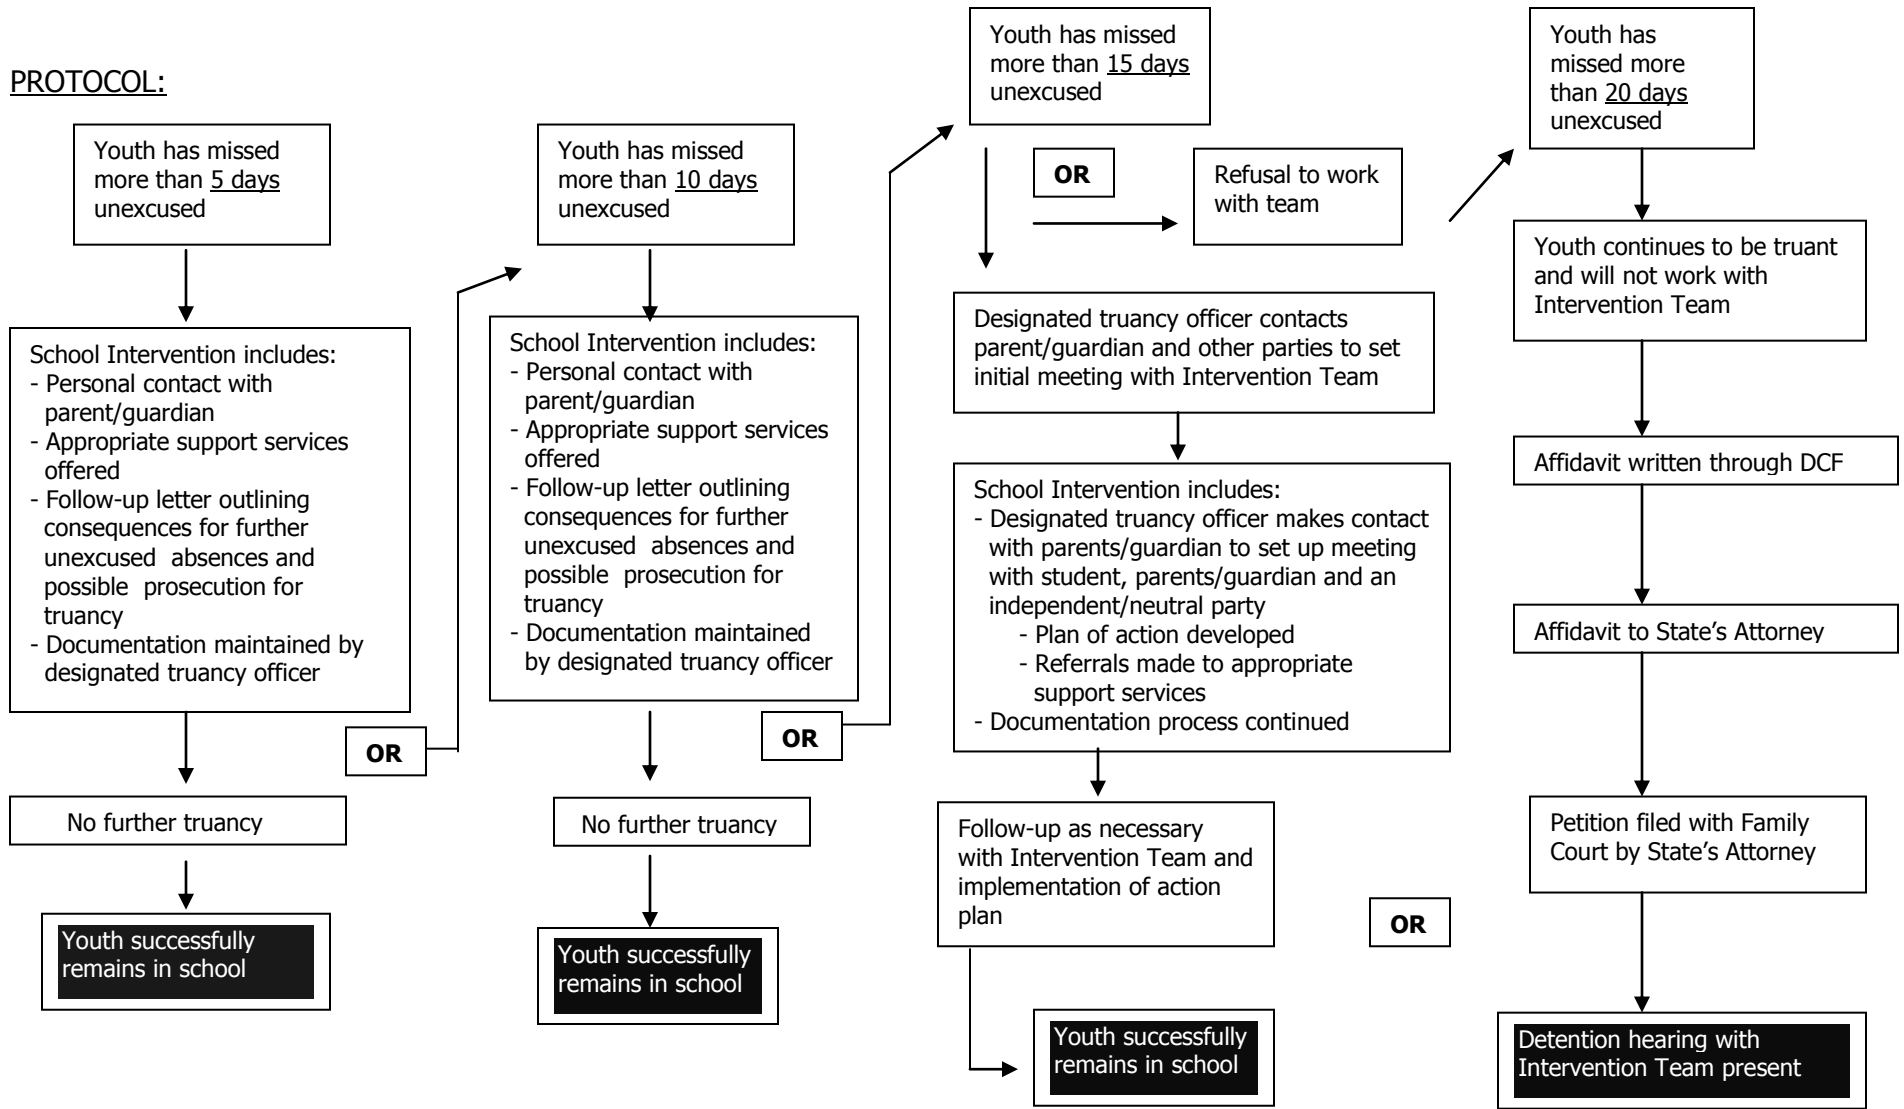 PROTOCOL:
Youth has missed
more than 5 days
unexcused
School Intervention includes:
- Personal contact with
parent/guardian
- Appropriate support services
offered
- Follow-up letter outlining
consequences for further
unexcused absences and
possible prosecution for
truancy
- Documentation maintained by
designated truancy officer
OR
No further truancy
Youth successfully
remains in school
Youth has missed
more than 10 days
unexcused
School Intervention includes:
- Personal contact with
parent/guardian
- Appropriate support services
offered
- Follow-up letter outlining
consequences for further
unexcused absences and
possible prosecution for
truancy
- Documentation maintained
by designated truancy officer
OR
No further truancy
Youth successfully
remains in school
Youth has missed
more than 15 days
unexcused
OR
Refusal to work
with team
Designated truancy officer contacts
parent/guardian and other parties to set
initial meeting with Intervention Team
School Intervention includes:
- Designated truancy officer makes contact
with parents/guardian to set up meeting
with student, parents/guardian and an
independent/neutral party
- Plan of action developed
- Referrals made to appropriate
support services
- Documentation process continued
Follow-up as necessary
with Intervention Team and
implementation of action
plan
OR
Youth successfully
remains in school
Youth has
missed more
than 20 days
unexcused
Youth continues to be truant
and will not work with
Intervention Team
Affidavit written through DCF
Affidavit to State’s Attorney
Petition filed with Family
Court by State’s Attorney
Detention hearing with
Intervention Team present